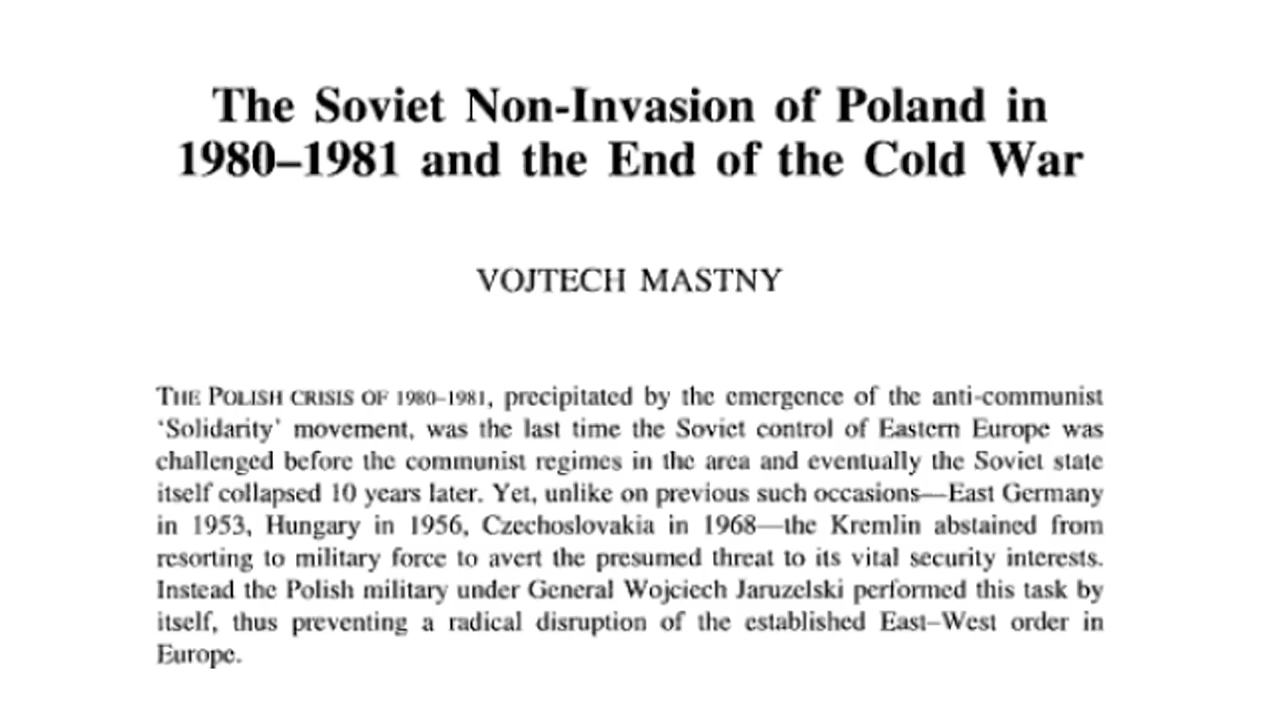 The Soviet Non-Invasion of Poland in
1980–1981 and the End of the Cold War
VOJTECH MASTNY
THE POLISH CRISIS OF 1980–1981, precipitated by the emergence of the anti-communist
‘Solidarity’ movement, was the last time the Soviet control of Eastern Europe was
challenged before the communist regimes in the area and eventually the Soviet state
itself collapsed 10 years later. Yet, unlike on previous such occasions—East Germany
in 1953, Hungary in 1956, Czechoslovakia in 1968—the Kremlin abstained from
resorting to military force to avert the presumed threat to its vital security interests.
Instead the Polish military under General Wojciech Jaruzelski performed this task by
itself, thus preventing a radical disruption of the established East–West order in
Europe.